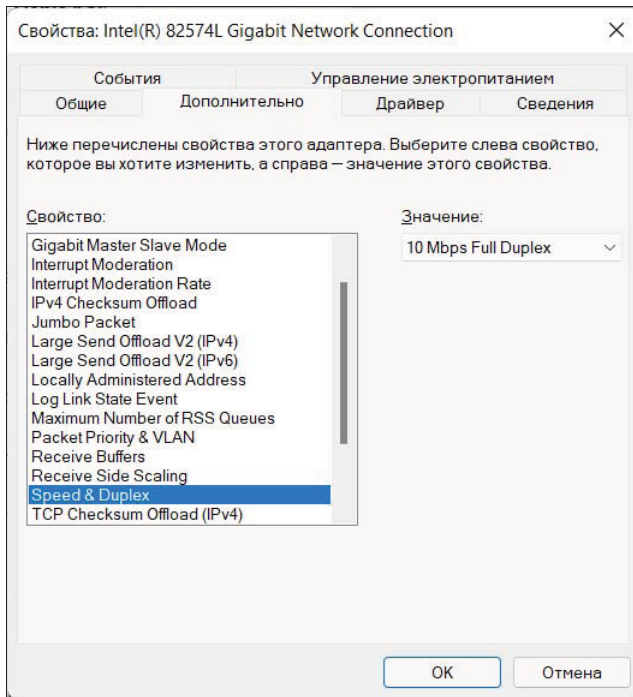 Свойства: Intel(R) 82574L Gigabit Network Connection
События
Управление электропитанием
Общие
Дополнительно
Драйвер
Сведения
Ниже перечислены свойства этого адаптера. Выберите слева свойство,
которое вы хотите изменить, а справа — значение этого свойства.
Свойство:
Значение:
Gigabit Master Slave Mode
10 Mbps Full Duplex
Interrupt Moderation
Interrupt Moderation Rate
IPv4 Checksum Offload
Jumbo Packet
Large Send Offload V2 (IPv4)
Large Send Offload V2 (IPv6)
Locally Administered Address
Log Link State Event
Maximum Number of RSS Queues
Packet Priority & VLAN
Receive Buffers
Receive Side Scaling
Speed & Duplex
TCP Checksum Offload (IPv4)
OK
Отмена